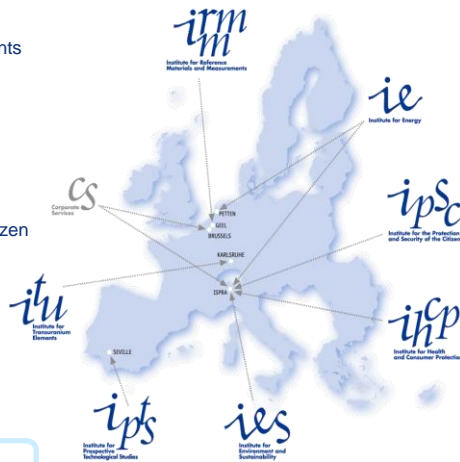 irmm
Institute for Reference
Materials and Measurements
nts
ie
Institute for Energy
cs
Corporate
Services
ipsc
Institute for the Protection
and Security of the Citizen
PETTEN
GEEL
BRUSSELS
zen
KARLSRUHE
itu
Institute for
Transuranium
Elements
ISPRA
ihcp
Institute for Health
and Consumer Protection
SEVILLE
ipts
Institute for
Prospective
Technological Studies
ies
Institute for
Environment and
Sustainability